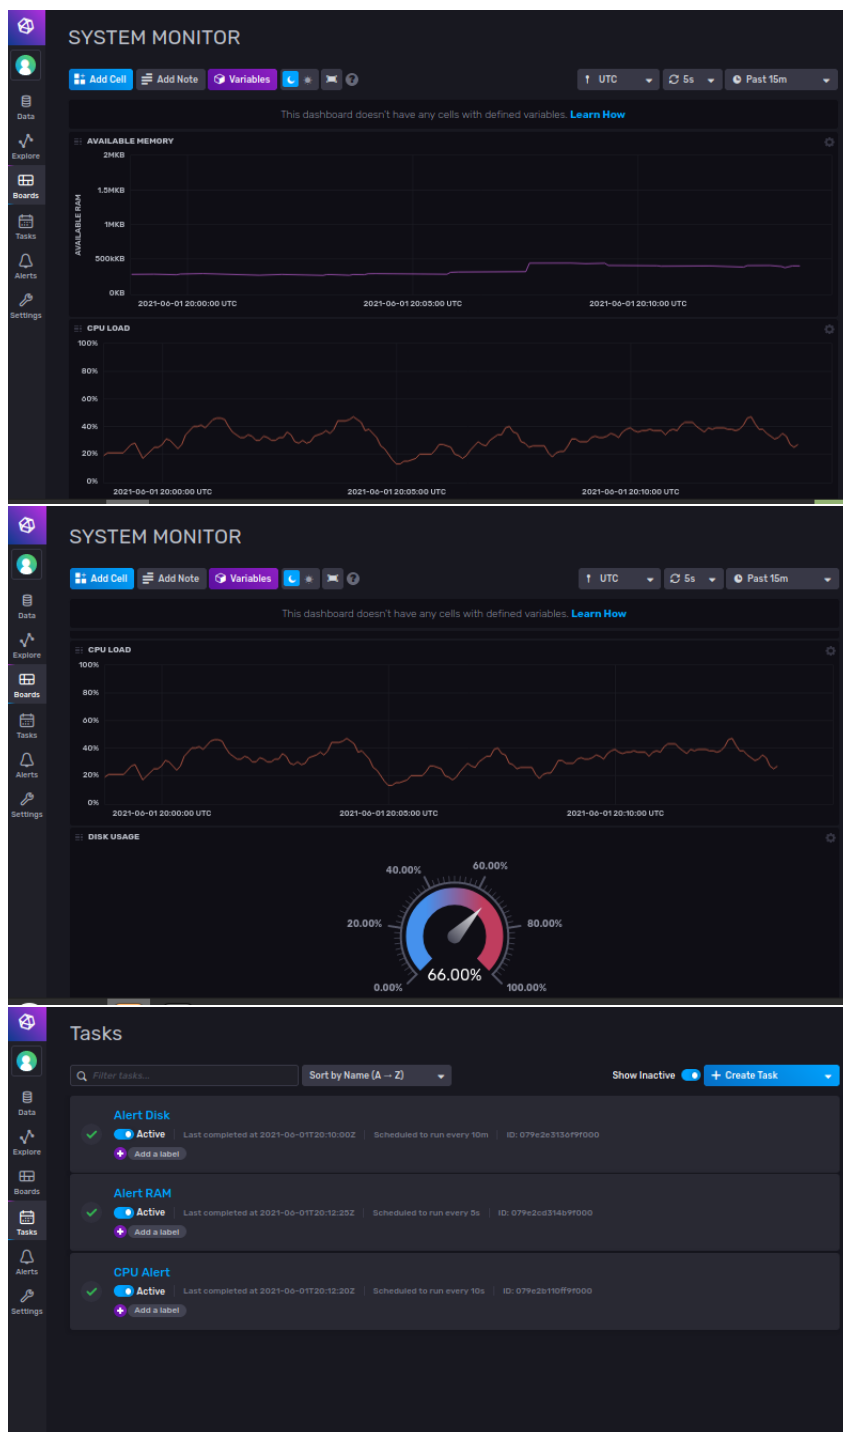 SYSTEM MONITOR
Add Cell Add Note Variables ? UTC 5s Past 15m
Data
This dashboard doesn't have any cells with defined variables. Learn How
Explore
Boards
Tasks
Alerts
Settings
AVAILABLE MEMORY
AVAILABLE RAM
2MKB
1.5MKB
1MKB
500kKB
0KB
2021-06-01 20:00:00 UTC 2021-06-01 20:05:00 UTC 2021-06-01 20:10:00 UTC
CPU LOAD
100%
80%
60%
40%
20%
0%
2021-06-01 20:00:00 UTC 2021-06-01 20:05:00 UTC 2021-06-01 20:10:00 UTC
SYSTEM MONITOR
Add Cell Add Note Variables ? UTC 5s Past 15m
Data
This dashboard doesn't have any cells with defined variables. Learn How
Explore
Boards
Tasks
Alerts
Settings
CPU LOAD
100%
80%
60%
40%
20%
0%
2021-06-01 20:00:00 UTC 2021-06-01 20:05:00 UTC 2021-06-01 20:10:00 UTC
DISK USAGE
40.00% 60.00%
20.00% 80.00%
66.00%
0.00% 100.00%
Tasks
Filter tasks... Sort by Name (A → Z) Show Inactive + Create Task
Data
Explore
Boards
Tasks
Alerts
Settings
Alert Disk
Active Last completed at 2021-06-01T20:10:00Z Scheduled to run every 10m ID: 079e2e3136f9f000
+ Add a label
Alert RAM
Active Last completed at 2021-06-01T20:12:25Z Scheduled to run every 5s ID: 079e2cd314b9f000
+ Add a label
CPU Alert
Active Last completed at 2021-06-01T20:12:20Z Scheduled to run every 10s ID: 079e2b110ff9f000
+ Add a label